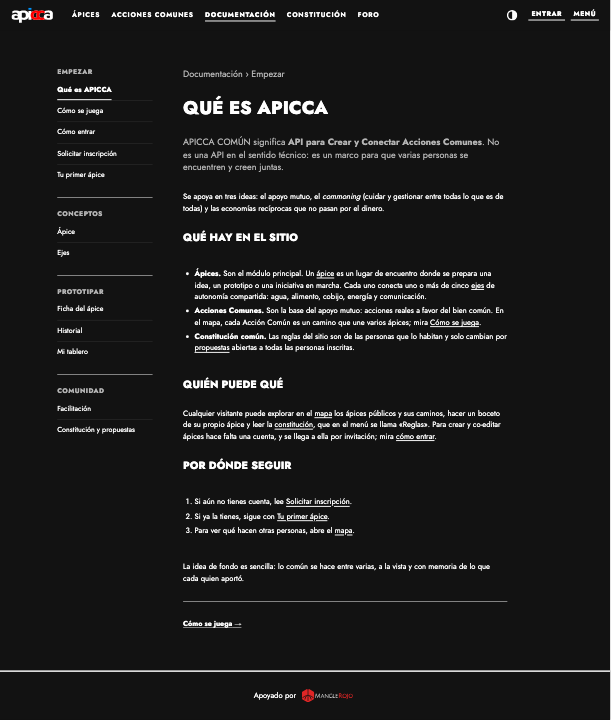 apicca
ÁPICES
ACCIONES COMUNES
DOCUMENTACIÓN
CONSTITUCIÓN
FORO
ENTRAR
MENÚ
EMPEZAR
Qué es APICCA
Cómo se juega
Cómo entrar
Solicitar inscripción
Tu primer ápice
CONCEPTOS
Ápice
Ejes
PROTOTIPAR
Ficha del ápice
Historial
Mi tablero
COMUNIDAD
Facilitación
Constitución y propuestas
Documentación › Empezar
QUÉ ES APICCA
APICCA COMÚN significa API para Crear y Conectar Acciones Comunes. No
es una API en el sentido técnico: es un marco para que varias personas se
encuentren y creen juntas.
Se apoya en tres ideas: el apoyo mutuo, el commoning (cuidar y gestionar entre todas lo que es de
todas) y las economías recíprocas que no pasan por el dinero.
QUÉ HAY EN EL SITIO
• Ápices. Son el módulo principal. Un ápice es un lugar de encuentro donde se prepara una
idea, un prototipo o una iniciativa en marcha. Cada uno conecta uno o más de cinco ejes de
autonomía compartida: agua, alimento, cobijo, energía y comunicación.
• Acciones Comunes. Son la base del apoyo mutuo: acciones reales a favor del bien común. En
el mapa, cada Acción Común es un camino que une varios ápices; mira Cómo se juega.
• Constitución común. Las reglas del sitio son de las personas que lo habitan y solo cambian por
propuestas abiertas a todas las personas inscritas.
QUIÉN PUEDE QUÉ
Cualquier visitante puede explorar en el mapa los ápices públicos y sus caminos, hacer un boceto
de su propio ápice y leer la constitución, que en el menú se llama «Reglas». Para crear y co-editar
ápices hace falta una cuenta, y se llega a ella por invitación; mira cómo entrar.
POR DÓNDE SEGUIR
1. Si aún no tienes cuenta, lee Solicitar inscripción.
2. Si ya la tienes, sigue con Tu primer ápice.
3. Para ver qué hacen otras personas, abre el mapa.
La idea de fondo es sencilla: lo común se hace entre varias, a la vista y con memoria de lo que
cada quien aportó.
Cómo se juega →
Apoyado por MANGLEROJO